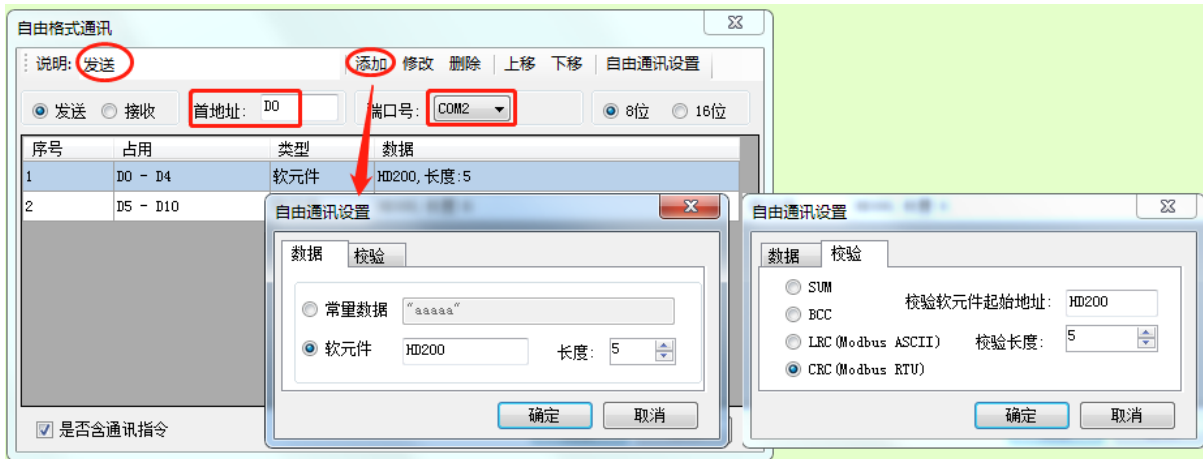 自由格式通讯
说明: 发送 添加 修改 删除 上移 下移 自由通讯设置
发送 接收 首地址: D0 端口号: COM2 8位 16位
序号 占用 类型 数据
1 D0 - D4 软元件 HD200,长度:5
2 D5 - D10
自由通讯设置
数据 校验
常量数据 "aaaaa"
软元件 HD200 长度: 5
确定 取消
是否含通讯指令
自由通讯设置
数据 校验
SUM
校验软元件起始地址: HD200
BCC
LRC(Modbus ASCII) 校验长度: 5
CRC(Modbus RTU)
确定 取消